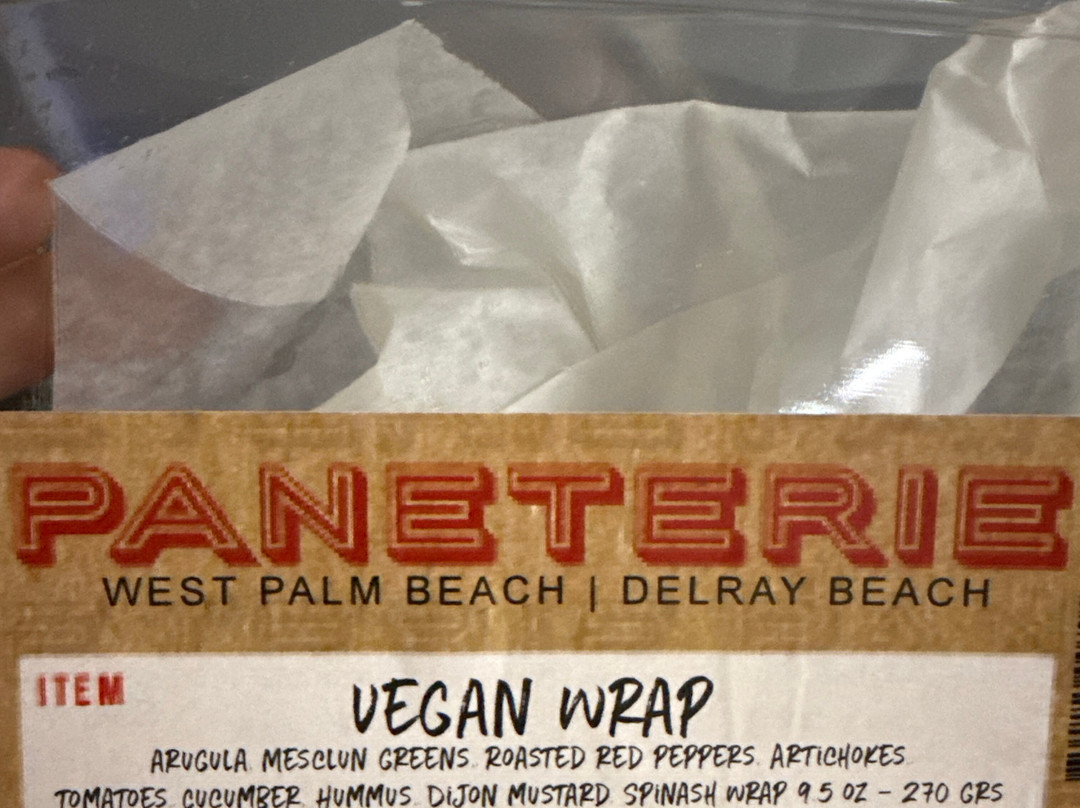 PANETERIE
WEST PALM BEACH | DELRAY BEACH
ITEM
VEGAN WRAP
ARUGULA, MESCLUN GREENS, ROASTED RED PEPPERS, ARTICHOKES,
TOMATOES, CUCUMBER, HUMMUS, DIJON MUSTARD, SPINASH WRAP 9.5 OZ - 270 GRS